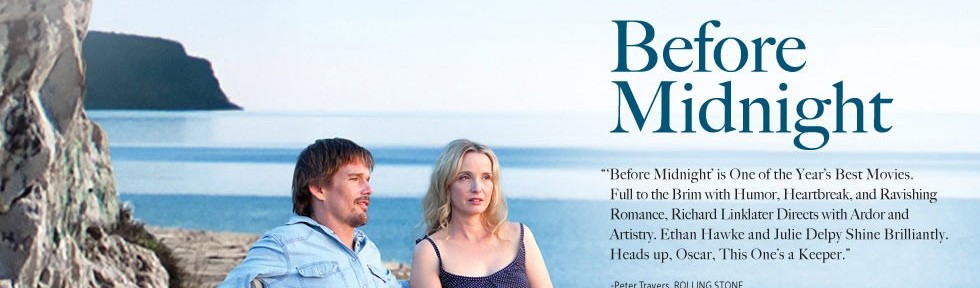 Before
Midnight
“‘Before Midnight’ is One of the Year’s Best Movies.
Full to the Brim with Humor, Heartbreak, and Ravishing
Romance, Richard Linklater Directs with Ardor and
Artistry. Ethan Hawke and Julie Delpy Shine Brilliantly.
Heads up, Oscar, This One’s a Keeper.”
-Peter Travers, ROLLING STONE